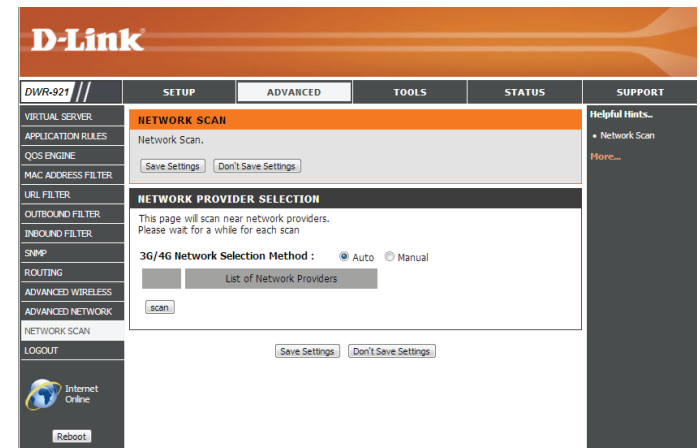 D-Link
DWR-921
SETUP
ADVANCED
TOOLS
STATUS
SUPPORT
VIRTUAL SERVER
APPLICATION RULES
QOS ENGINE
MAC ADDRESS FILTER
URL FILTER
OUTBOUND FILTER
INBOUND FILTER
SNMP
ROUTING
ADVANCED WIRELESS
ADVANCED NETWORK
NETWORK SCAN
LOGOUT
Internet
Online
Reboot
NETWORK SCAN
Network Scan.
Save Settings Don't Save Settings
NETWORK PROVIDER SELECTION
This page will scan near network providers.
Please wait for a while for each scan
3G/4G Network Selection Method : Auto Manual
List of Network Providers
scan
Save Settings Don't Save Settings
Helpful Hints..
• Network Scan
More...